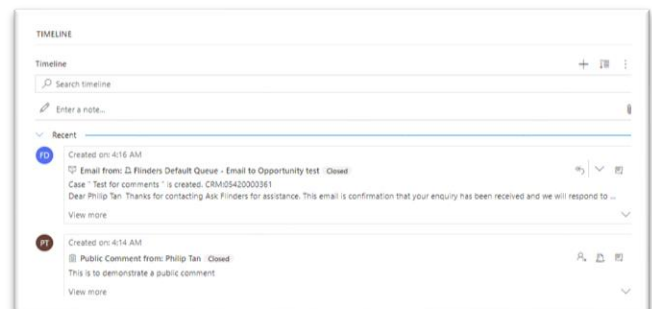 TIMELINE
Timeline
Search timeline
Enter a note...
Recent
FD
Created on: 4:16 AM
Email from: Flinders Default Queue - Email to Opportunity test Closed
Case " Test for comments " is created. CRM:05420000361
Dear Philip Tan Thanks for contacting Ask Flinders for assistance. This email is confirmation that your enquiry has been received and we will respond to ...
View more
PT
Created on: 4:14 AM
Public Comment from: Philip Tan Closed
This is to demonstrate a public comment
View more